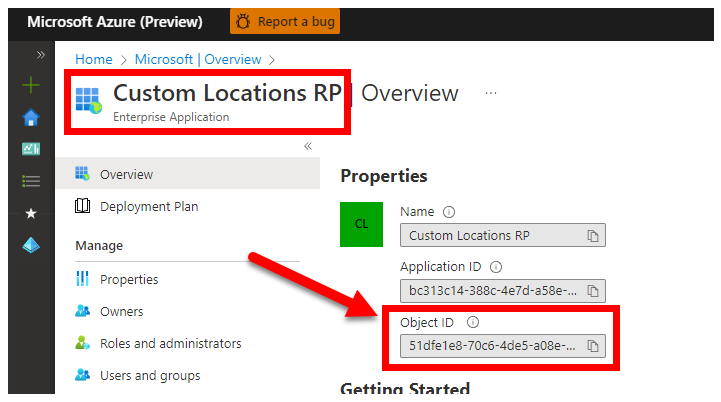 Microsoft Azure (Preview) Report a bug
Home > Microsoft | Overview >
Custom Locations RP | Overview ...
Enterprise Application
Overview
Deployment Plan
Manage
Properties
Owners
Roles and administrators
Users and groups
Properties
CL
Name
Custom Locations RP
Application ID
bc313c14-388c-4e7d-a58e-...
Object ID
51dfe1e8-70c6-4de5-a08e-...
Getting Started